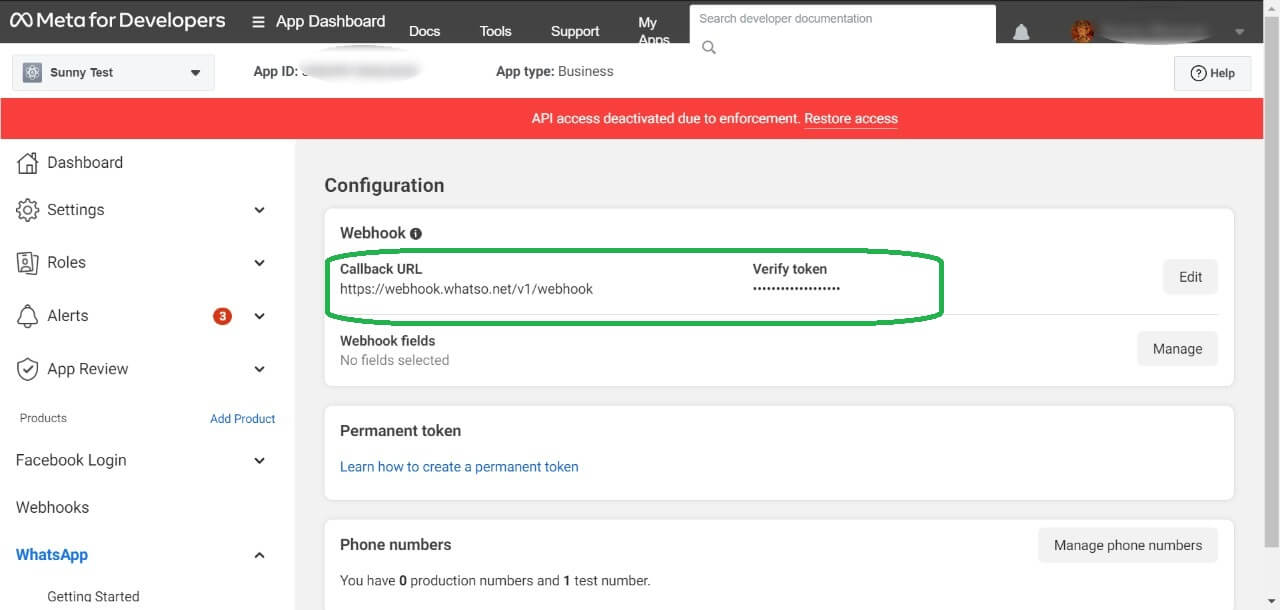 Meta for Developers
App Dashboard
Docs
Tools
Support
My Apps
Search developer documentation
Sunny Test
App ID:
App type: Business
Help
API access deactivated due to enforcement. Restore access
Dashboard
Settings
Roles
Alerts
3
App Review
Products
Add Product
Facebook Login
Webhooks
WhatsApp
Getting Started
Configuration
Webhook
Callback URL
Verify token
https://webhook.whatso.net/v1/webhook
•••••••••••••••••••
Edit
Webhook fields
No fields selected
Manage
Permanent token
Learn how to create a permanent token
Phone numbers
Manage phone numbers
You have 0 production numbers and 1 test number.